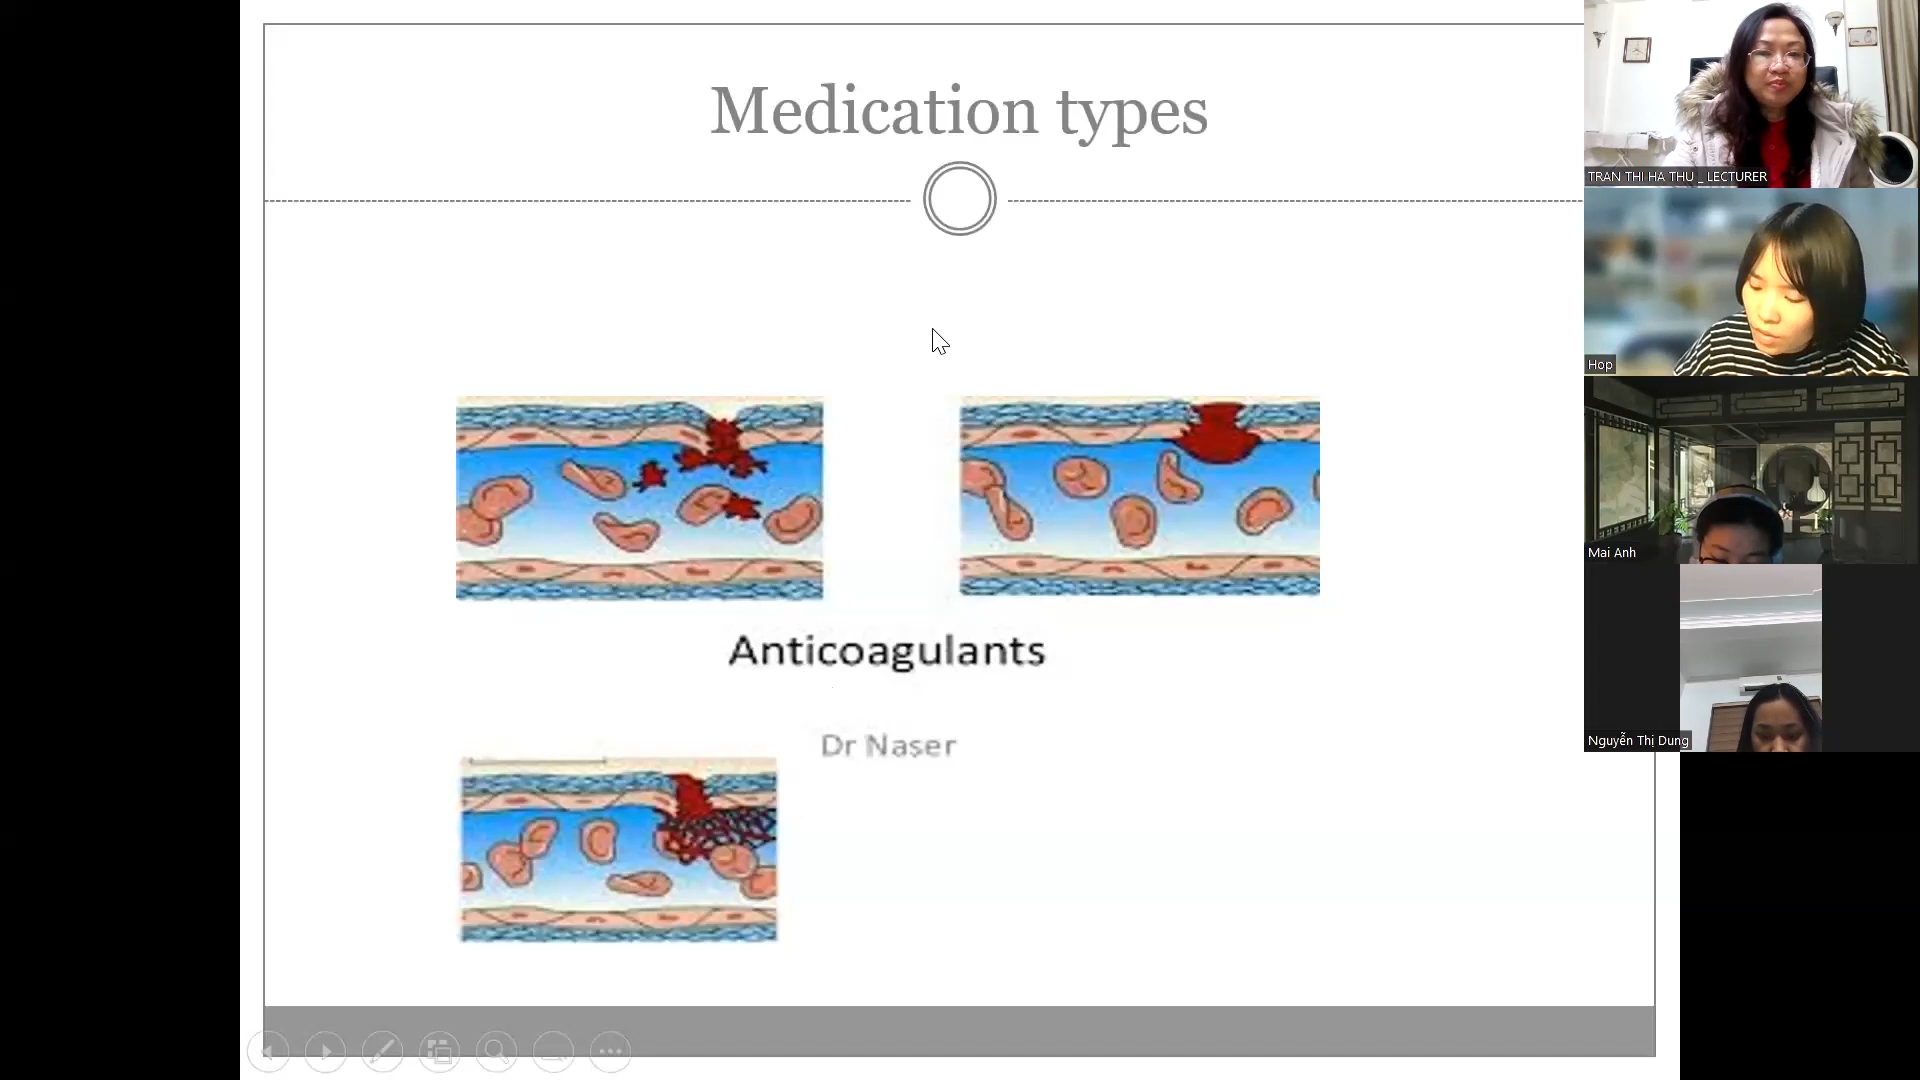 Medication types
Anticoagulants
Dr Naser
TRAN THI HA THU _ LECTURER
Hop
Mai Anh
Nguyễn Thị Dung